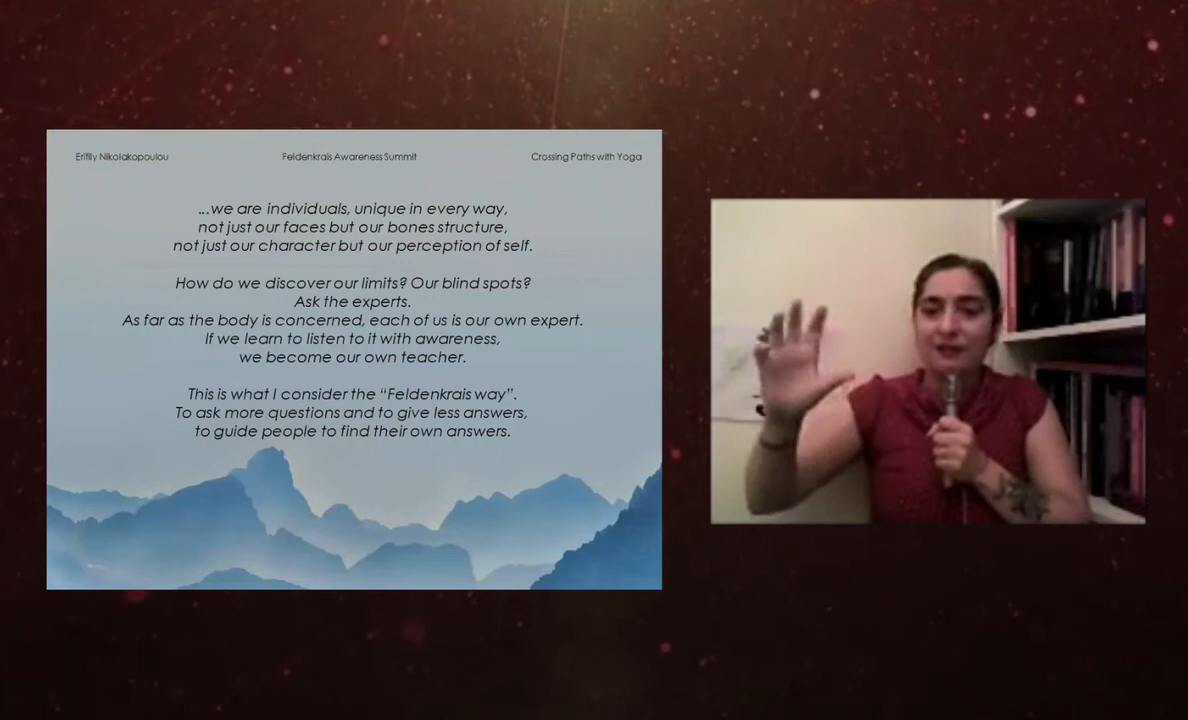 Erifily Nikolakopoulou
Feldenkrais Awareness Summit
Crossing Paths with Yoga
...we are individuals, unique in every way,
not just our faces but our bones structure,
not just our character but our perception of self.
How do we discover our limits? Our blind spots?
Ask the experts.
As far as the body is concerned, each of us is our own expert.
If we learn to listen to it with awareness,
we become our own teacher.
This is what I consider the “Feldenkrais way”.
To ask more questions and to give less answers,
to guide people to find their own answers.